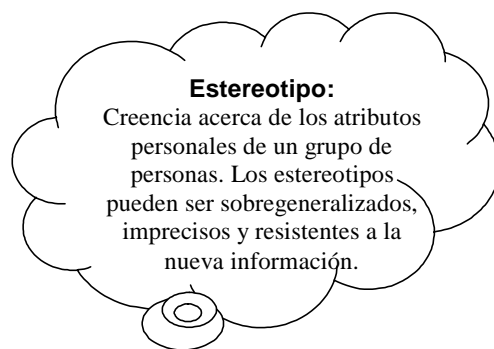 Estereotipo:
Creencia acerca de los atributos
personales de un grupo de
personas. Los estereotipos
pueden ser sobregeneralizados,
imprecisos y resistentes a la
nueva información.